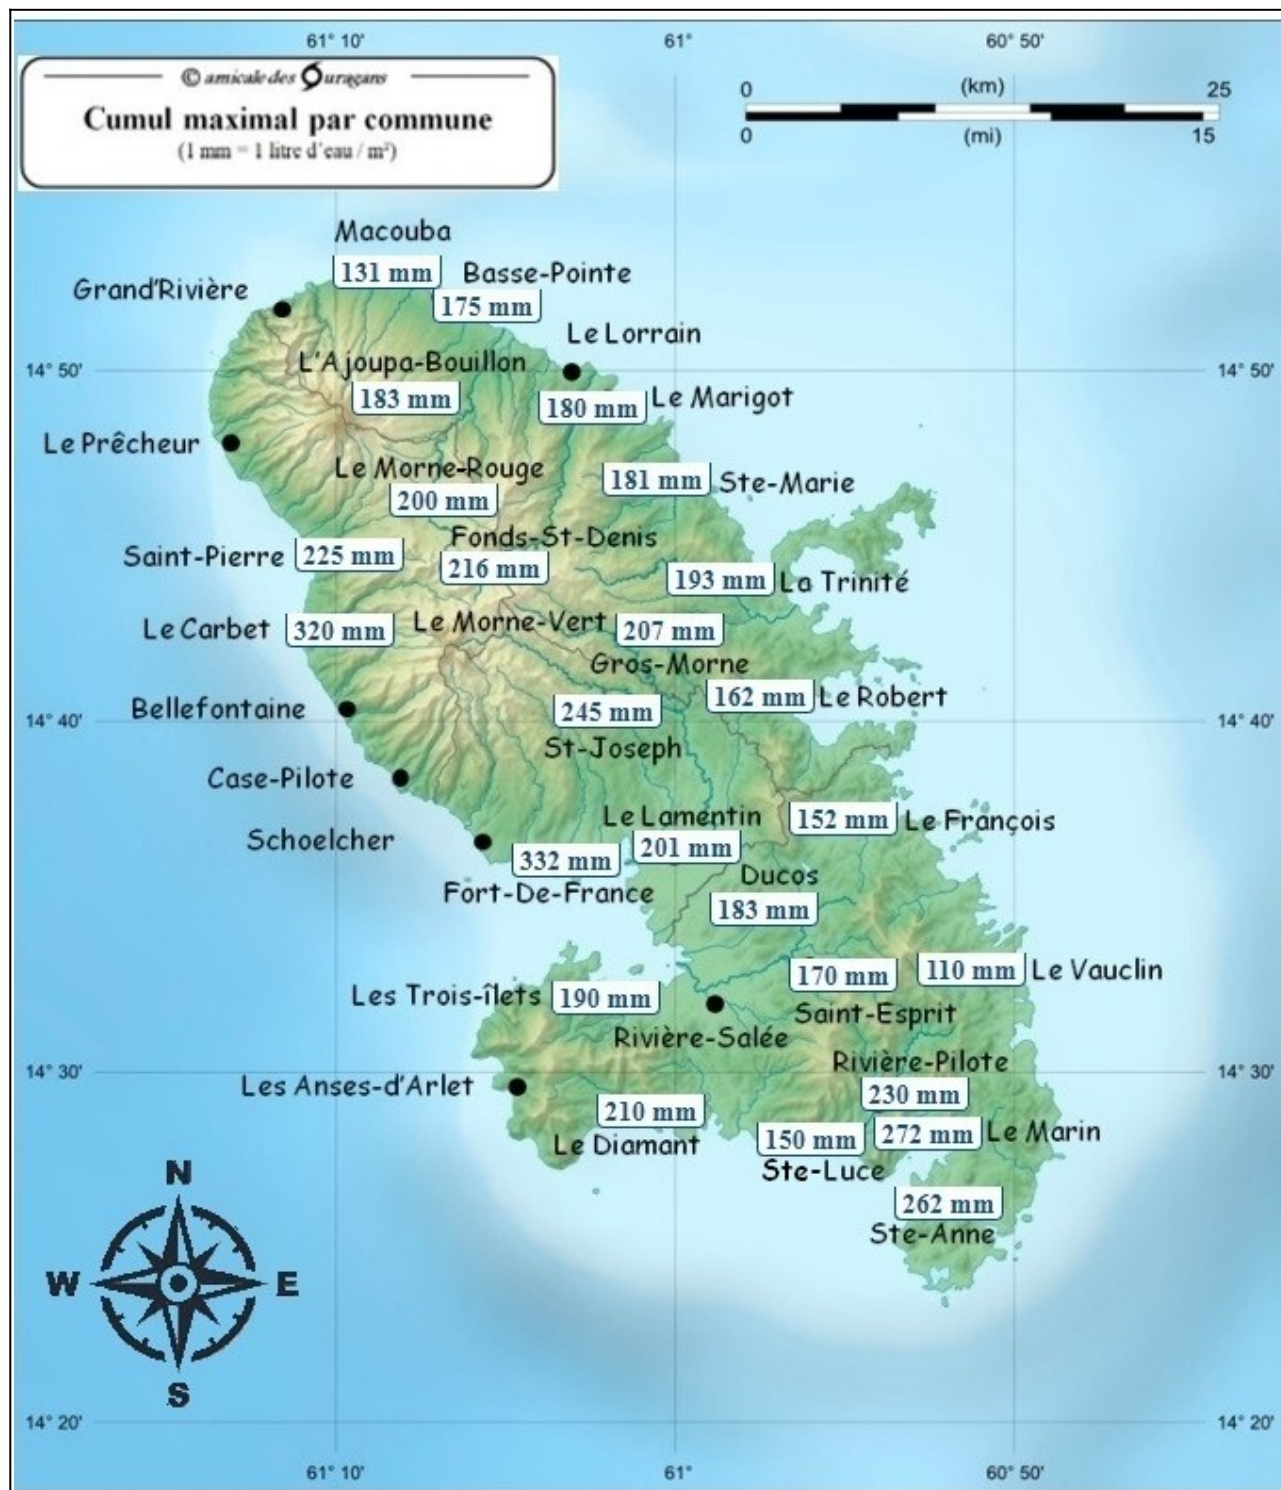 61° 10'
61°
60° 50'
© amicale des Ouragans
Cumul maximal par commune
(1 mm = 1 litre d'eau / m²)
0
(km)
25
0
(mi)
15
Macouba
131 mm
Basse-Pointe
175 mm
Grand'Rivière
Le Lorrain
L'Ajoupa-Bouillon
14° 50'
14° 50'
183 mm
180 mm
Le Marigot
Le Prêcheur
Le Morne-Rouge
200 mm
181 mm
Ste-Marie
Fonds-St-Denis
Saint-Pierre
225 mm
216 mm
193 mm
La Trinité
Le Carbet
320 mm
Le Morne-Vert
207 mm
Gros-Morne
Bellefontaine
245 mm
162 mm
Le Robert
14° 40'
14° 40'
St-Joseph
Case-Pilote
Le Lamentin
152 mm
Le François
Schoelcher
201 mm
332 mm
Fort-De-France
Ducos
183 mm
170 mm
110 mm
Le Vauclin
Les Trois-îlets
190 mm
Saint-Esprit
Rivière-Salée
Rivière-Pilote
14° 30'
14° 30'
Les Anses-d'Arlet
230 mm
210 mm
Le Diamant
150 mm
272 mm
Le Marin
Ste-Luce
262 mm
Ste-Anne
N
W
E
S
14° 20'
14° 20'
61° 10'
61°
60° 50'